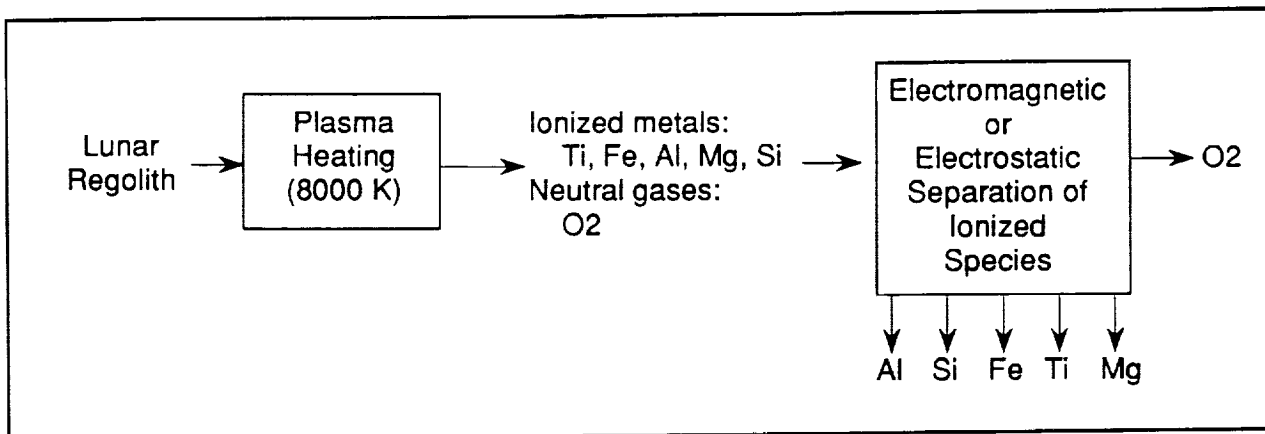 Lunar
Regolith
Plasma
Heating
(8000 K)
Ionized metals:
Ti, Fe, Al, Mg, Si
Neutral gases:
O2
Electromagnetic
or
Electrostatic
Separation of
Ionized
Species
O2
Al Si Fe Ti Mg